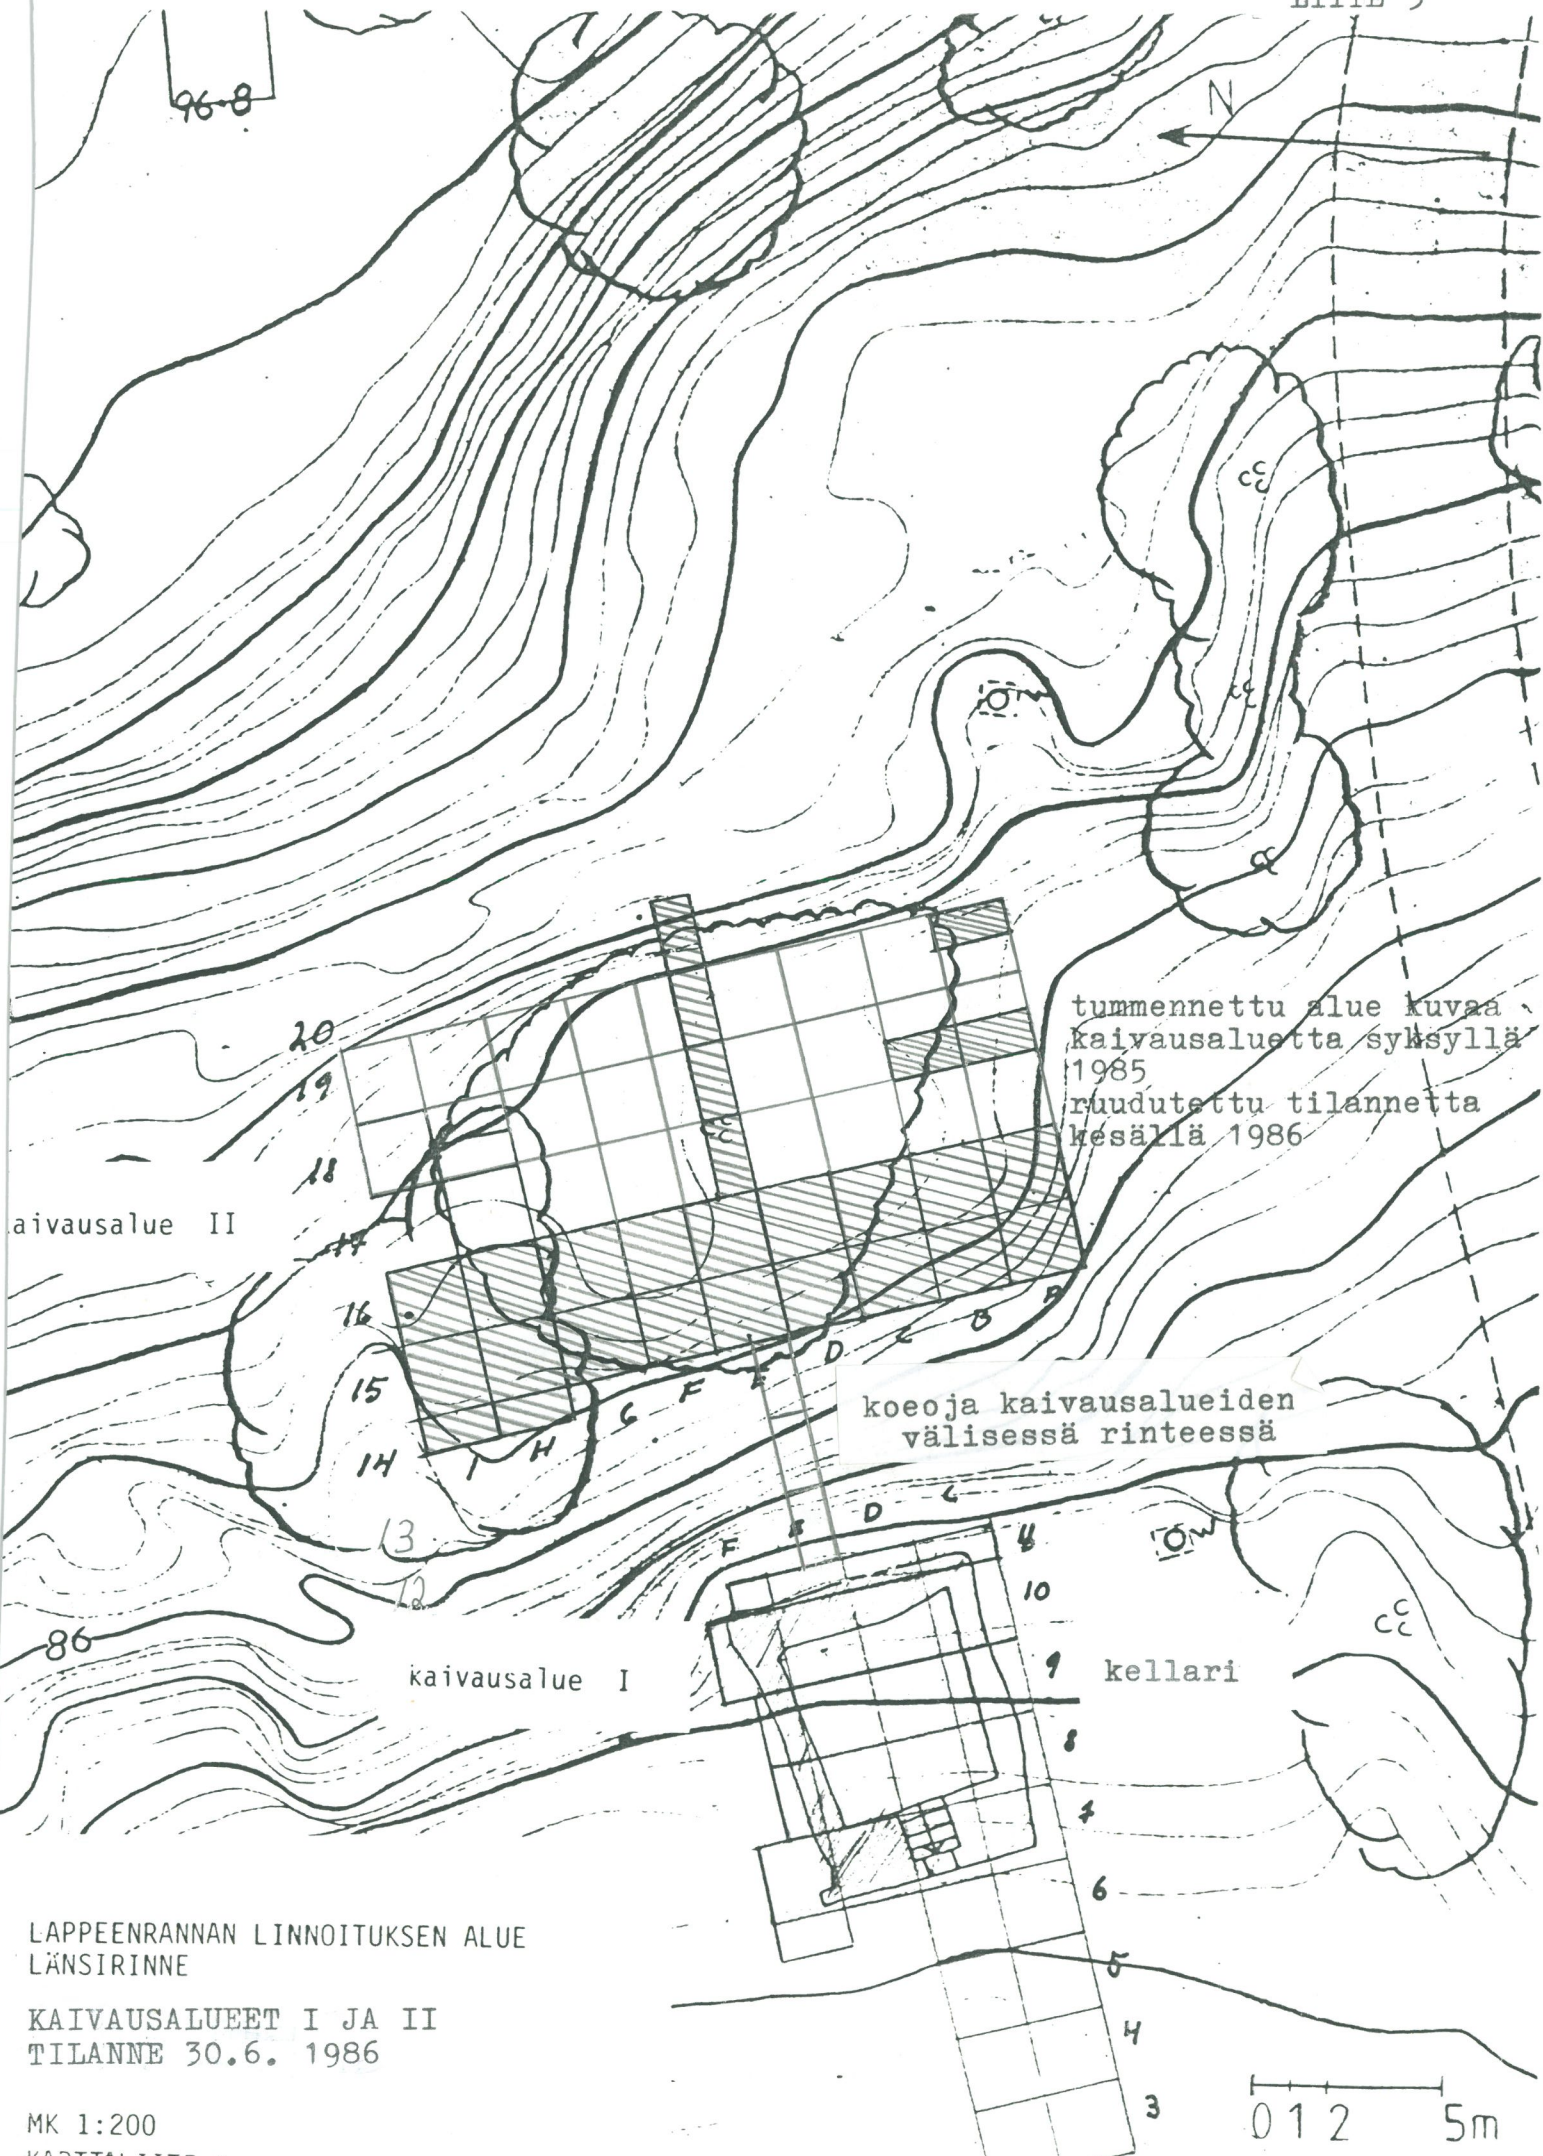 96-8
N
tummennettu alue kuvaa
kaivausaluetta syksyllä
1985
ruudutettu tilannetta
kesällä 1986
20
19
18
aivausalue II
17
16
15
14
13
12
A
B
C
D
E
F
G
H
I
koeoja kaivausalueiden
välisessä rinteessä
F
E
D
C
11
10
9
8
7
6
5
4
3
86
kaivausalue I
kellari
LAPPEENRANNAN LINNOITUKSEN ALUE
LÄNSIRINNE
KAIVAUSALUEET I JA II
TILANNE 30.6. 1986
MK 1:200
0 1 2 5m